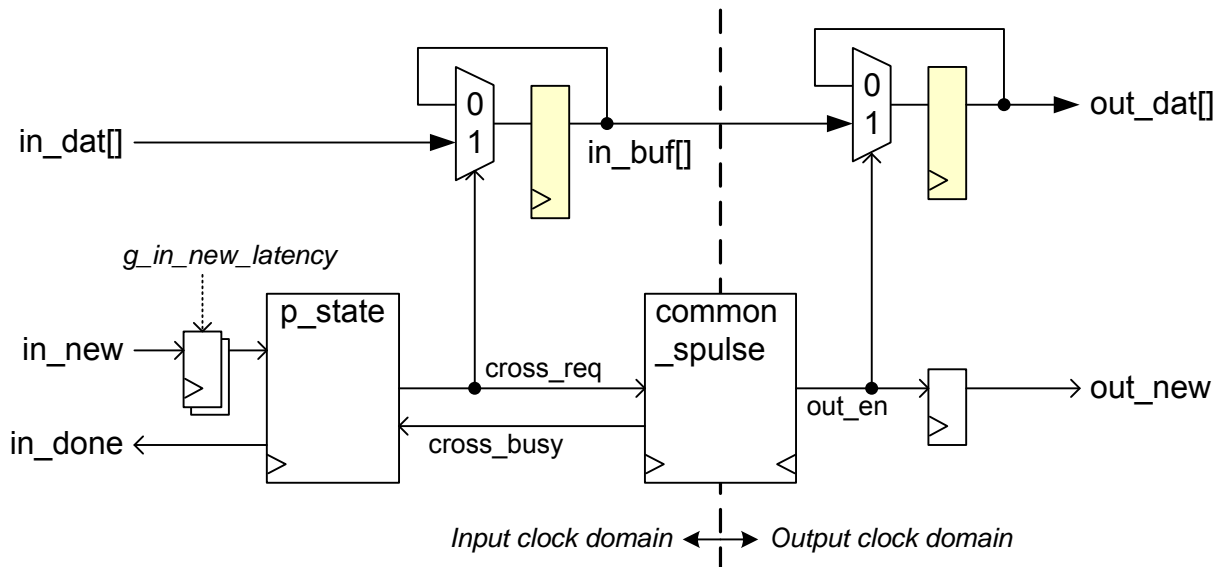 0
1
0
1
in_dat[]
in_buf[]
out_dat[]
g_in_new_latency
p_state
common
_spulse
in_new
cross_req
out_en
out_new
in_done
cross_busy
Input clock domain
Output clock domain